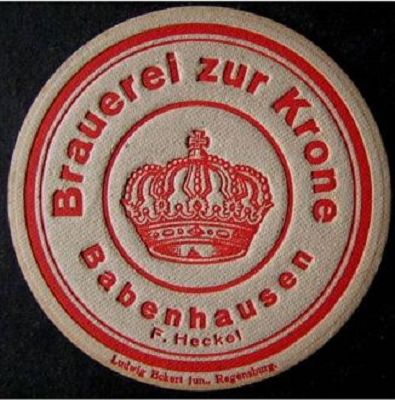 Brauerei zur Krone
Babenhausen
F. Heckel
Ludwig Eckert jun., Regensburg.